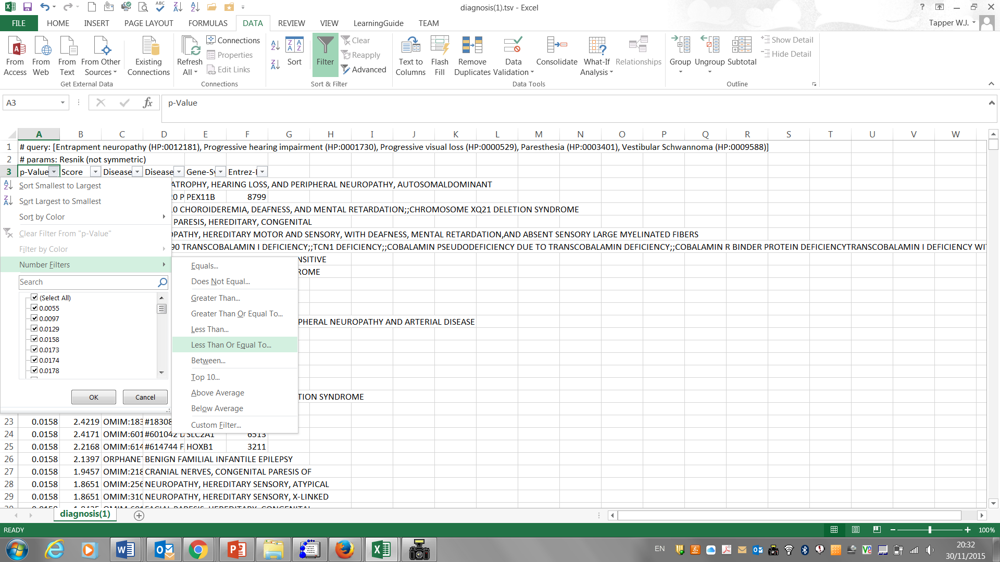 diagnosis(1).tsv - Excel
FILE HOME INSERT PAGE LAYOUT FORMULAS DATA REVIEW VIEW LearningGuide TEAM Tapper W.J.
From Access
From Web
From Text
From Other Sources
Existing Connections
Get External Data
Refresh All
Connections
Properties
Edit Links
Connections
Sort
Filter
Clear
Reapply
Advanced
Sort & Filter
Text to Columns
Flash Fill
Remove Duplicates
Data Validation
Consolidate
What-If Analysis
Relationships
Data Tools
Group
Ungroup
Subtotal
Show Detail
Hide Detail
Outline
A3 fx p-Value
A B C D E F G H I J K L M N O P Q R S T U V W
1 # query: [Entrapment neuropathy (HP:0012181), Progressive hearing impairment (HP:0001730), Progressive visual loss (HP:0000529), Paresthesia (HP:0003401), Vestibular Schwannoma (HP:0009588)]
2 # params: Resnik (not symmetric)
3 p-Value Score Disease Disease Gene-Sy Entrez-I
ATROPHY, HEARING LOSS, AND PERIPHERAL NEUROPATHY, AUTOSOMALDOMINANT
20 P PEX11B 8799
0 CHOROIDEREMIA, DEAFNESS, AND MENTAL RETARDATION;;CHROMOSOME XQ21 DELETION SYNDROME
PARESIS, HEREDITARY, CONGENITAL
OPATHY, HEREDITARY MOTOR AND SENSORY, WITH DEAFNESS, MENTAL RETARDATION,AND ABSENT SENSORY LARGE MYELINATED FIBERS
90 TRANSCOBALAMIN I DEFICIENCY;;TCN1 DEFICIENCY;;COBALAMIN PSEUDODEFICIENCY DUE TO TRANSCOBALAMIN DEFICIENCY;;COBALAMIN R BINDER PROTEIN DEFICIENCYTRANSCOBALAMIN I DEFICIENCY WI
NSITIVE
ROME
PHERAL NEUROPATHY AND ARTERIAL DISEASE
TION SYNDROME
Sort Smallest to Largest
Sort Largest to Smallest
Sort by Color
Clear Filter From "p-Value"
Filter by Color
Number Filters
Search
(Select All)
0.0055
0.0097
0.0129
0.0158
0.0173
0.0174
0.0178
OK Cancel
Equals...
Does Not Equal...
Greater Than...
Greater Than Or Equal To...
Less Than...
Less Than Or Equal To...
Between...
Top 10...
Above Average
Below Average
Custom Filter...
23 0.0158 2.4219 OMIM:183 #18308
24 0.0158 2.4171 OMIM:601 #601042 D SLC2A1 6513
25 0.0158 2.2168 OMIM:614 #614744 F HOXB1 3211
26 0.0158 2.1397 ORPHANET BENIGN FAMILIAL INFANTILE EPILEPSY
27 0.0158 1.9457 OMIM:218 CRANIAL NERVES, CONGENITAL PARESIS OF
28 0.0158 1.8651 OMIM:256 NEUROPATHY, HEREDITARY SENSORY, ATYPICAL
29 0.0158 1.8651 OMIM:310 NEUROPATHY, HEREDITARY SENSORY, X-LINKED
diagnosis(1)
READY 100%
EN 20:32
30/11/2015